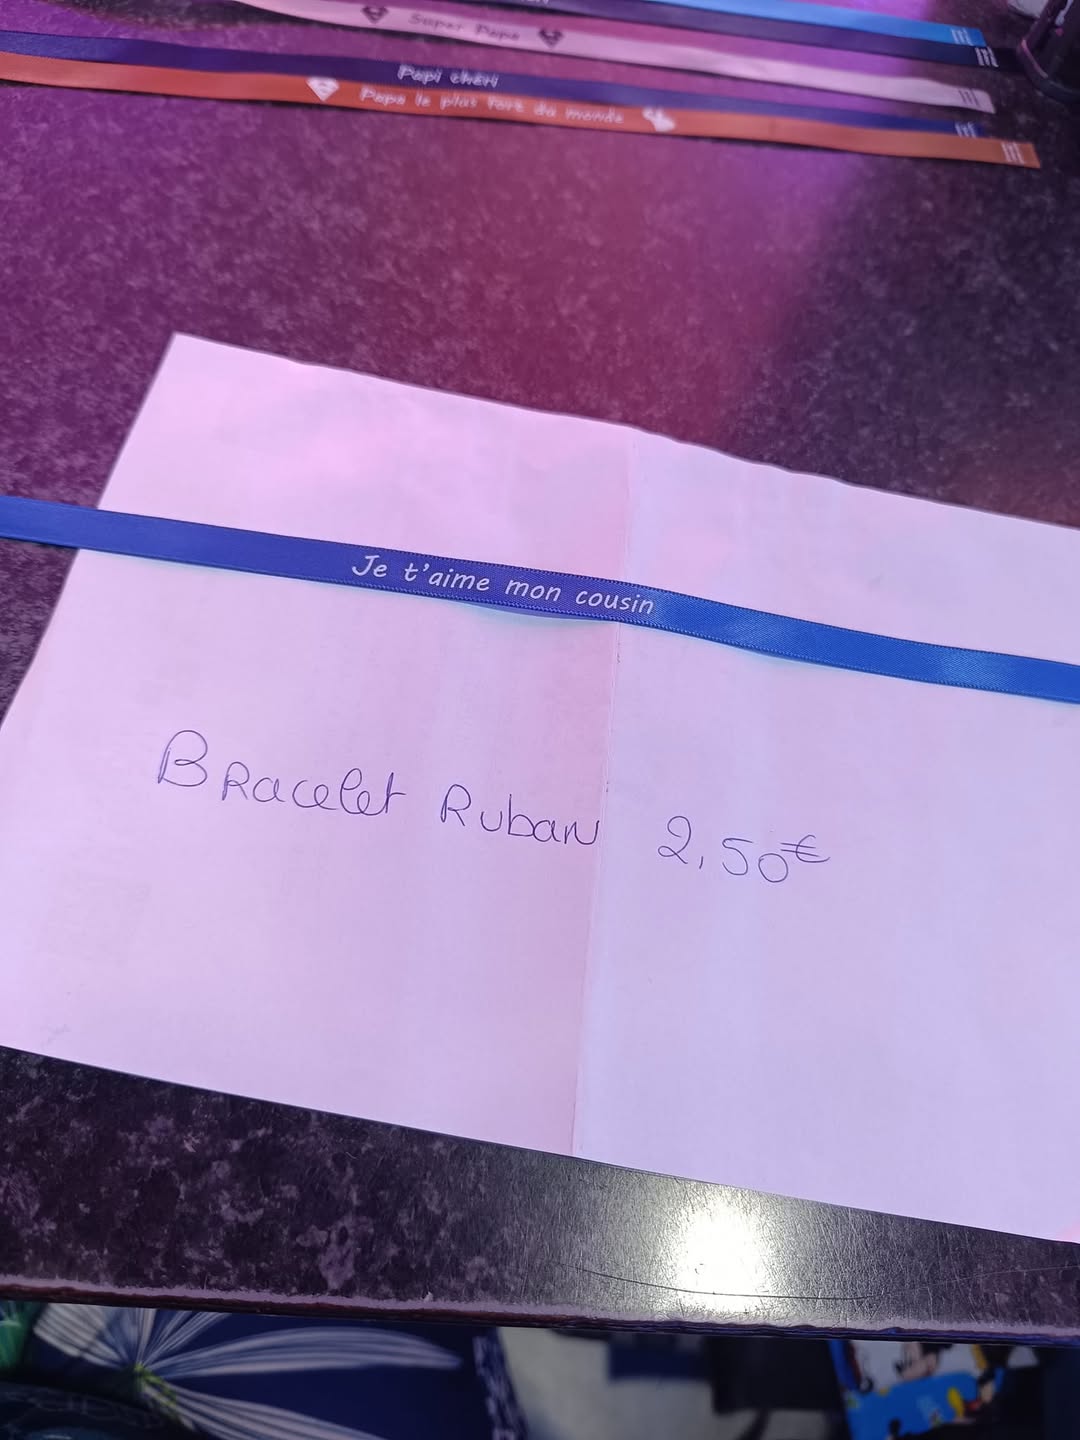 Super Papa
Papi chéri
Papa le plus fort du monde
Je t'aime mon cousin
Bracelet Ruban 2,50€